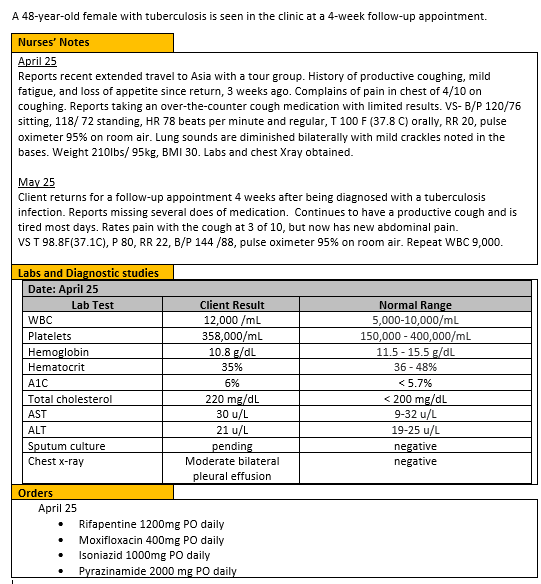 A 48-year-old female with tuberculosis is seen in the clinic at a 4-week follow-up appointment.
Nurses' Notes
April 25
Reports recent extended travel to Asia with a tour group. History of productive coughing, mild
fatigue, and loss of appetite since return, 3 weeks ago. Complains of pain in chest of 4/10 on
coughing. Reports taking an over-the-counter cough medication with limited results. VS- B/P 120/76
sitting, 118/ 72 standing, HR 78 beats per minute and regular, T 100 F (37.8 C) orally, RR 20, pulse
oximeter 95% on room air. Lung sounds are diminished bilaterally with mild crackles noted in the
bases. Weight 210lbs/ 95kg, BMI 30. Labs and chest Xray obtained.
May 25
Client returns for a follow-up appointment 4 weeks after being diagnosed with a tuberculosis
infection. Reports missing several does of medication.  Continues to have a productive cough and is
tired most days. Rates pain with the cough at 3 of 10, but now has new abdominal pain.
VS T 98.8F(37.1C), P 80, RR 22, B/P 144 /88, pulse oximeter 95% on room air. Repeat WBC 9,000.
Labs and Diagnostic studies
Date: April 25
Lab Test Client Result Normal Range
WBC 12,000 /mL 5,000-10,000/mL
Platelets 358,000/mL 150,000 - 400,000/mL
Hemoglobin 10.8 g/dL 11.5 - 15.5 g/dL
Hematocrit 35% 36 - 48%
A1C 6% < 5.7%
Total cholesterol 220 mg/dL < 200 mg/dL
AST 30 u/L 9-32 u/L
ALT 21 u/L 19-25 u/L
Sputum culture pending negative
Chest x-ray Moderate bilateral negative
pleural effusion
Orders
April 25
• Rifapentine 1200mg PO daily
• Moxifloxacin 400mg PO daily
• Isoniazid 1000mg PO daily
• Pyrazinamide 2000 mg PO daily